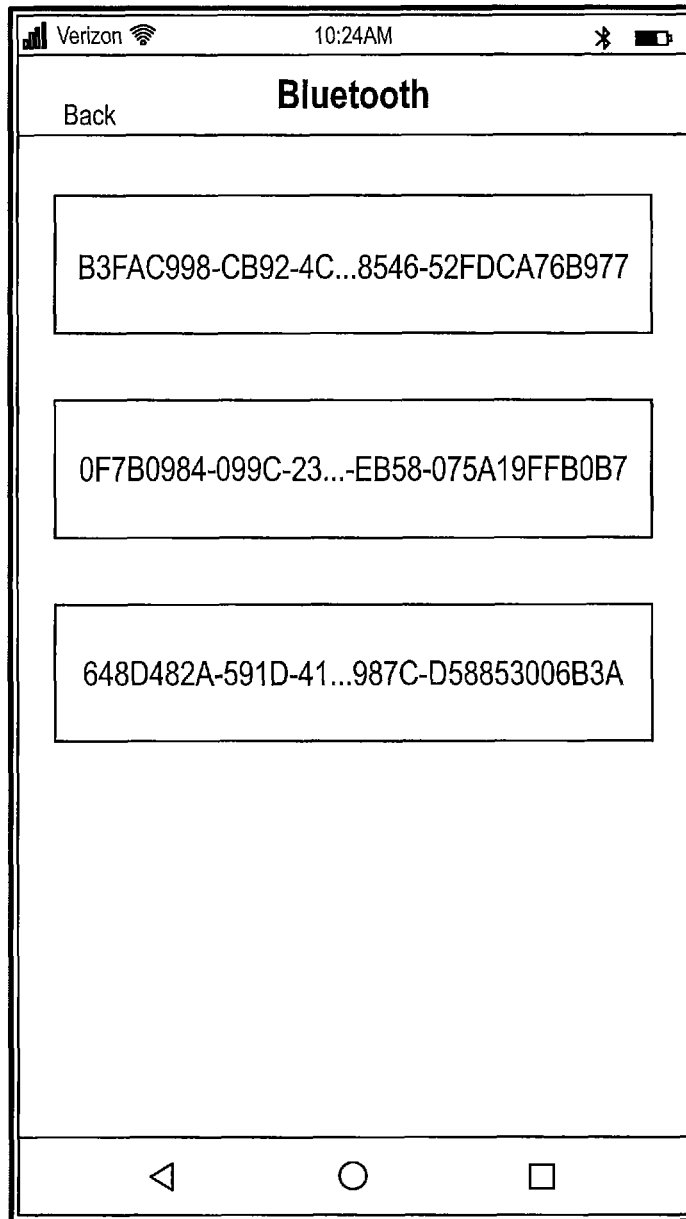 Verizon 10:24AM
Back Bluetooth
B3FAC998-CB92-4C...8546-52FDCA76B977
0F7B0984-099C-23...-EB58-075A19FFB0B7
648D482A-591D-41...987C-D58853006B3A